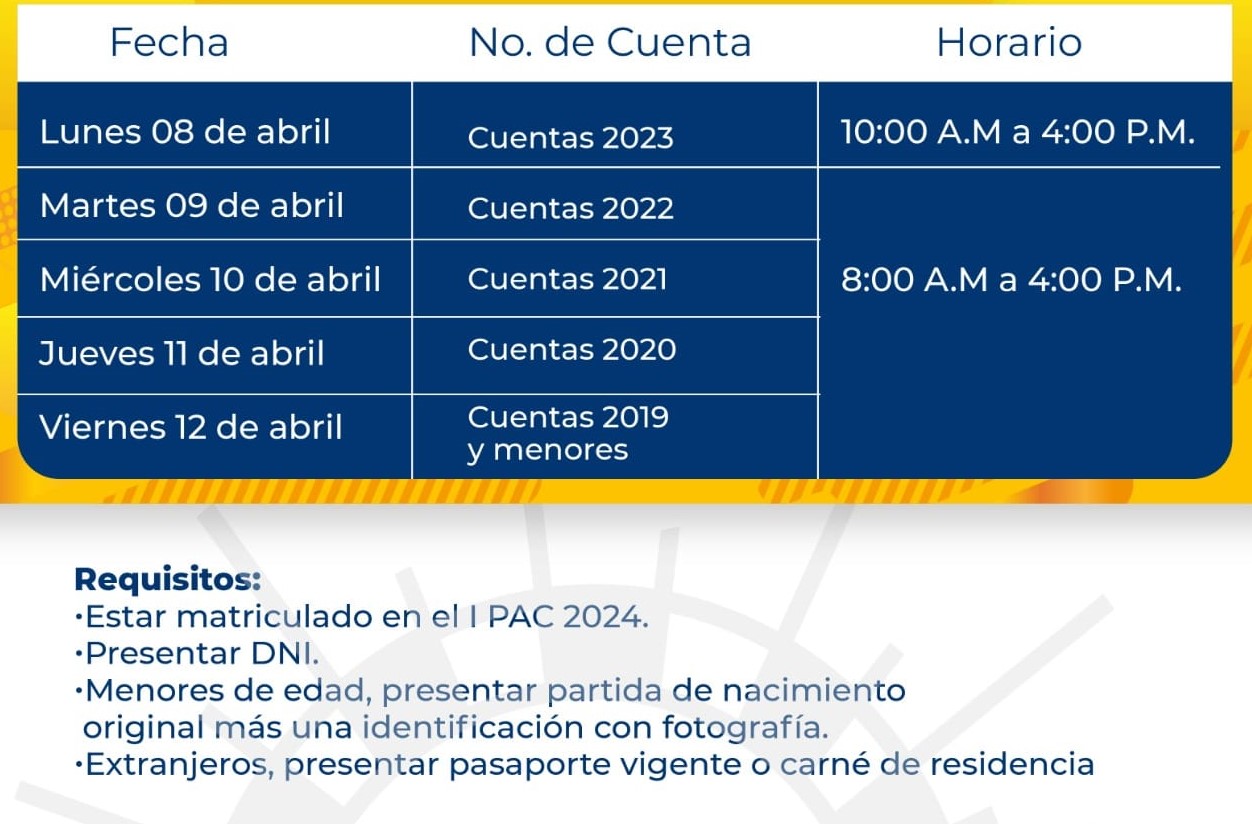 Fecha No. de Cuenta Horario
Lunes 08 de abril Cuentas 2023 10:00 A.M a 4:00 P.M.
Martes 09 de abril Cuentas 2022
Miércoles 10 de abril Cuentas 2021 8:00 A.M a 4:00 P.M.
Jueves 11 de abril Cuentas 2020
Viernes 12 de abril Cuentas 2019
y menores
Requisitos:
•Estar matriculado en el I PAC 2024.
•Presentar DNI.
•Menores de edad, presentar partida de nacimiento
original más una identificación con fotografía.
•Extranjeros, presentar pasaporte vigente o carné de residencia